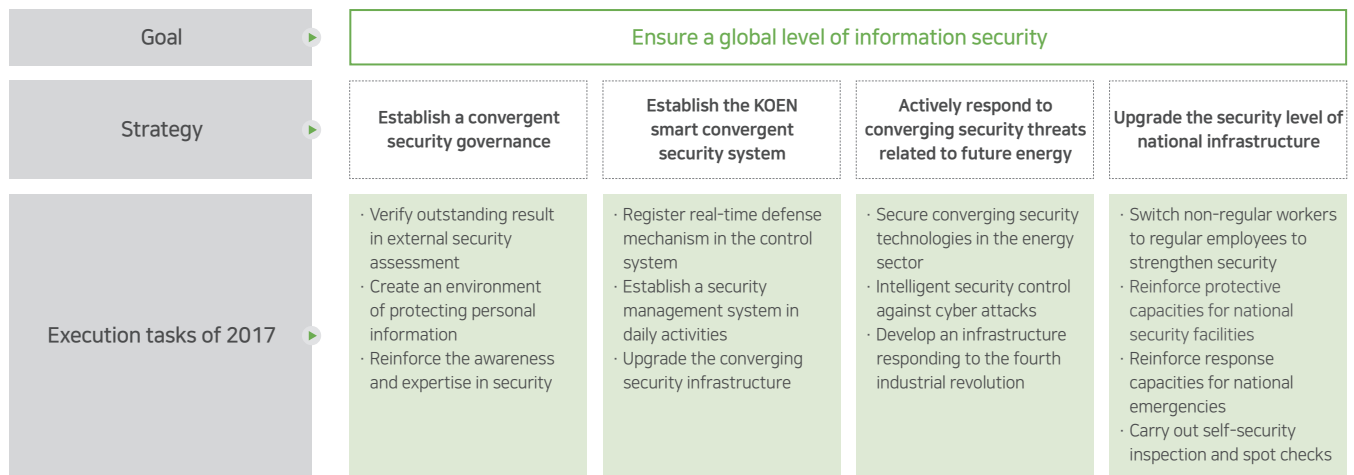 Goal
Ensure a global level of information security
Strategy
Establish a convergent
security governance
Establish the KOEN
smart convergent
security system
Actively respond to
converging security threats
related to future energy
Upgrade the security level of
national infrastructure
Execution tasks of 2017
· Verify outstanding result
in external security
assessment
· Create an environment
of protecting personal
information
· Reinforce the awareness
and expertise in security
· Register real-time defense
mechanism in the control
system
· Establish a security
management system in
daily activities
· Upgrade the converging
security infrastructure
· Secure converging security
technologies in the energy
sector
· Intelligent security control
against cyber attacks
· Develop an infrastructure
responding to the fourth
industrial revolution
· Switch non-regular workers
to regular employees to
strengthen security
· Reinforce protective
capacities for national
security facilities
· Reinforce response
capacities for national
emergencies
· Carry out self-security
inspection and spot checks